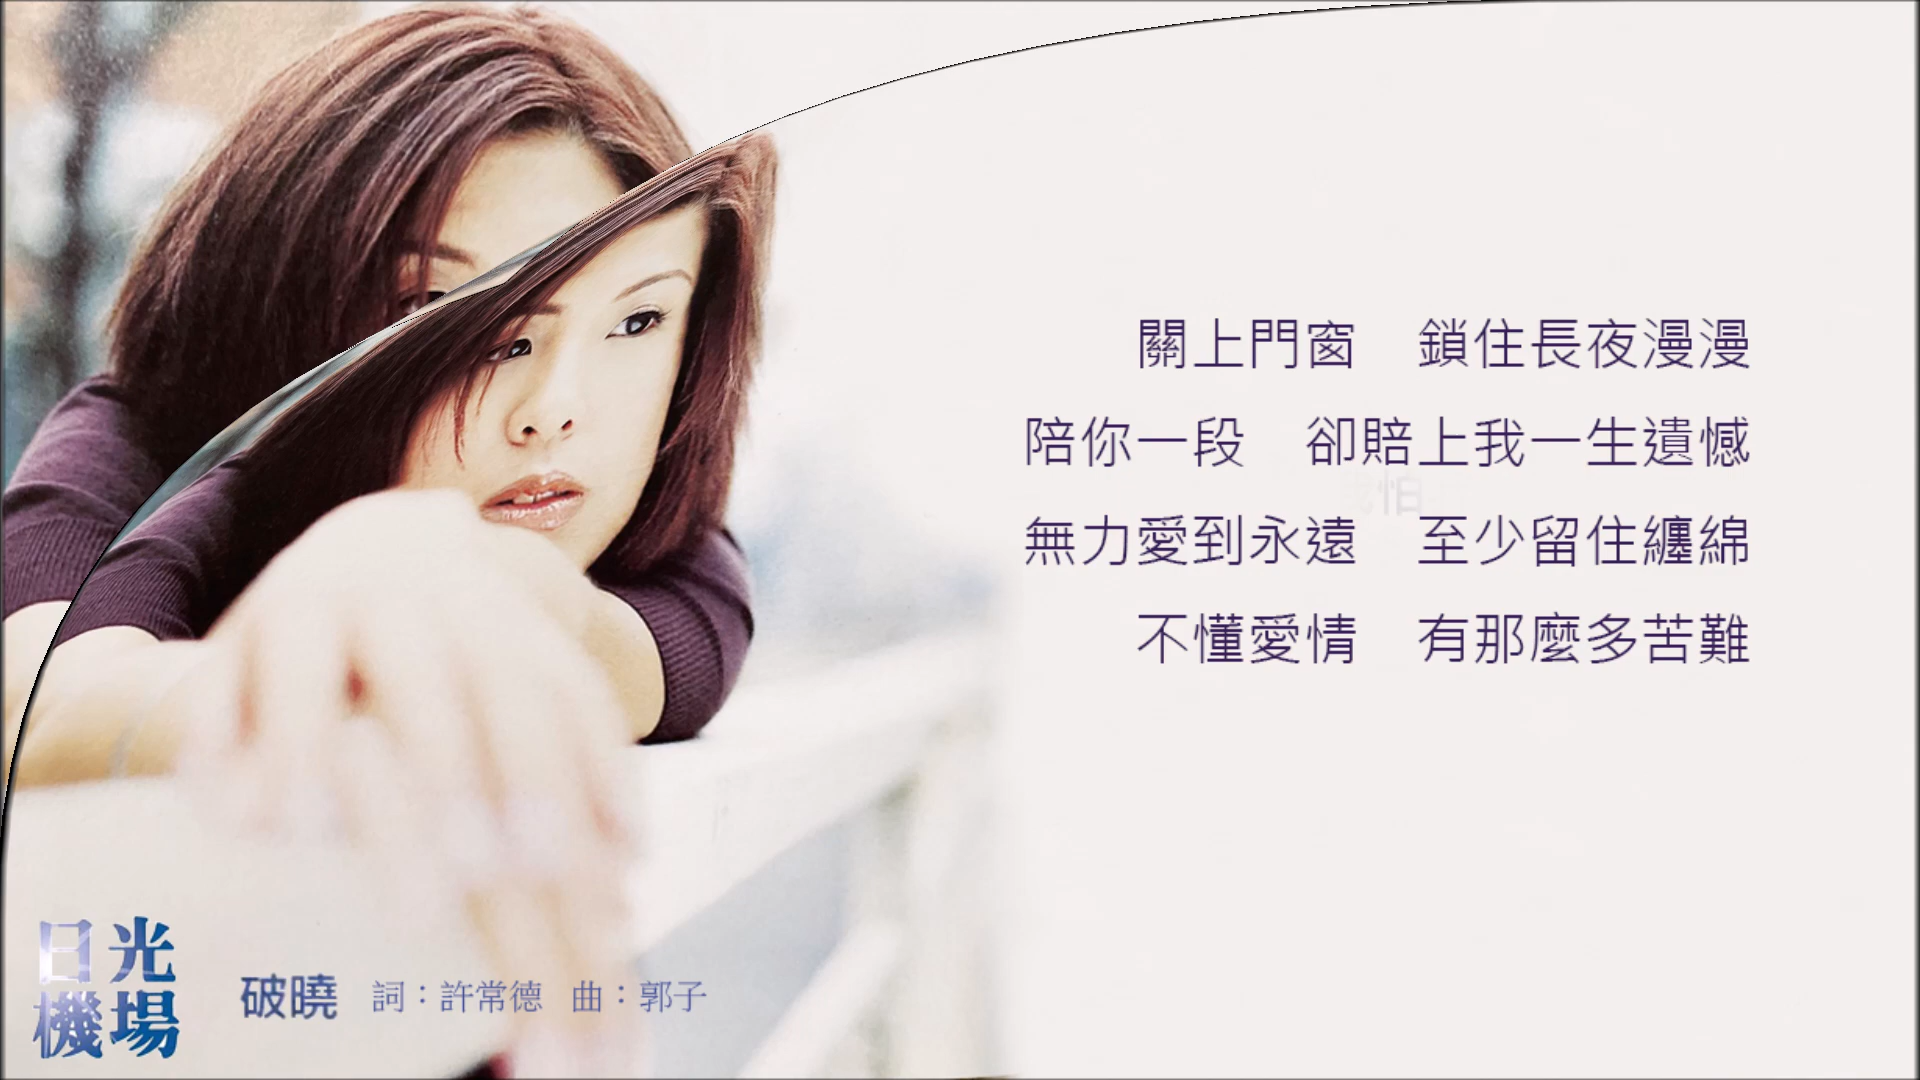 關上門窗　鎖住長夜漫漫
陪你一段　卻賠上我一生遺憾
無力愛到永遠　至少留住纏綿
不懂愛情　有那麼多苦難
日光
機場
破曉　詞：許常德　曲：郭子